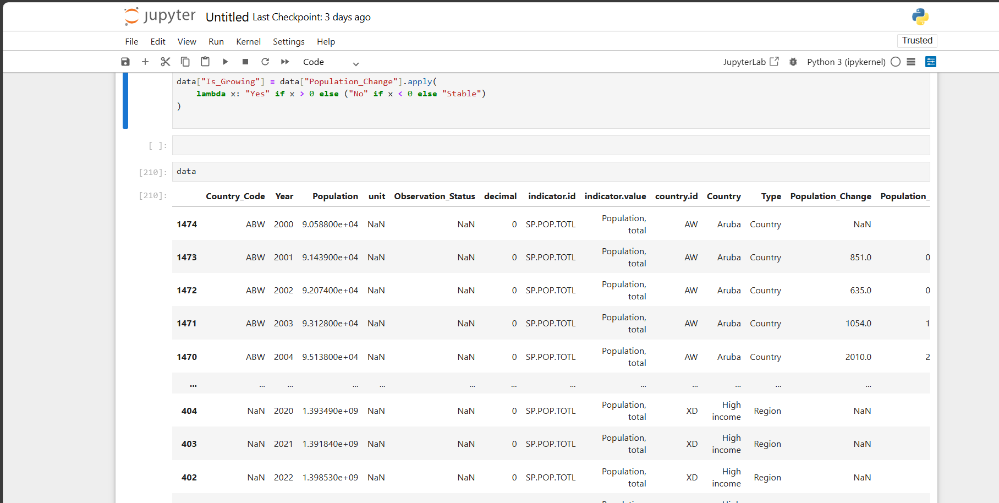 jupyter Untitled Last Checkpoint: 3 days ago
File Edit View Run Kernel Settings Help Trusted
Code JupyterLab Python 3 (ipykernel)
data["Is_Growing"] = data["Population_Change"].apply(
    lambda x: "Yes" if x > 0 else ("No" if x < 0 else "Stable")
)
[ ]:
[210]: data
[210]: Country_Code Year Population unit Observation_Status decimal indicator.id indicator.value country.id Country Type Population_Change Population_
1474 ABW 2000 9.058800e+04 NaN NaN 0 SP.POP.TOTL Population, total AW Aruba Country NaN
1473 ABW 2001 9.143900e+04 NaN NaN 0 SP.POP.TOTL Population, total AW Aruba Country 851.0 0
1472 ABW 2002 9.207400e+04 NaN NaN 0 SP.POP.TOTL Population, total AW Aruba Country 635.0 0
1471 ABW 2003 9.312800e+04 NaN NaN 0 SP.POP.TOTL Population, total AW Aruba Country 1054.0 1
1470 ABW 2004 9.513800e+04 NaN NaN 0 SP.POP.TOTL Population, total AW Aruba Country 2010.0 2
... ... ... ... ... ... ... ... ... ... ... ... ...
404 NaN 2020 1.393490e+09 NaN NaN 0 SP.POP.TOTL Population, total XD High income Region NaN
403 NaN 2021 1.391840e+09 NaN NaN 0 SP.POP.TOTL Population, total XD High income Region NaN
402 NaN 2022 1.398530e+09 NaN NaN 0 SP.POP.TOTL Population, total XD High income Region NaN